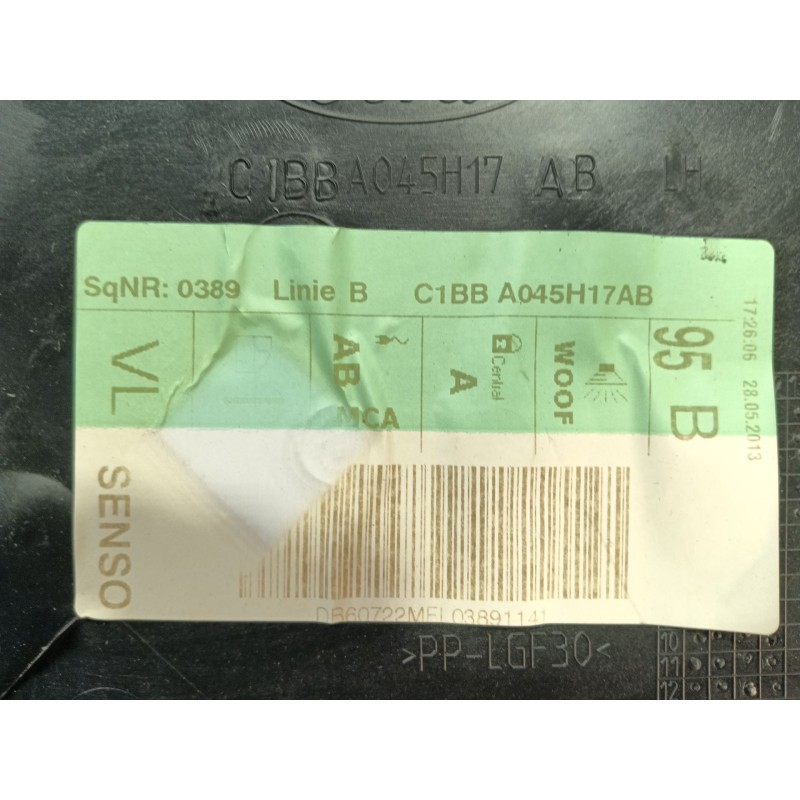 C1BBA045H17 AB LH
SqNR: 0389 Linie B C1BB A045H17AB
VL
AB
MCA
Central
A
WOOF
95 B
17:26:06 28.05.2013
SENSO
DB60722MFL03891141
>PP-LGF30<
10
11
12